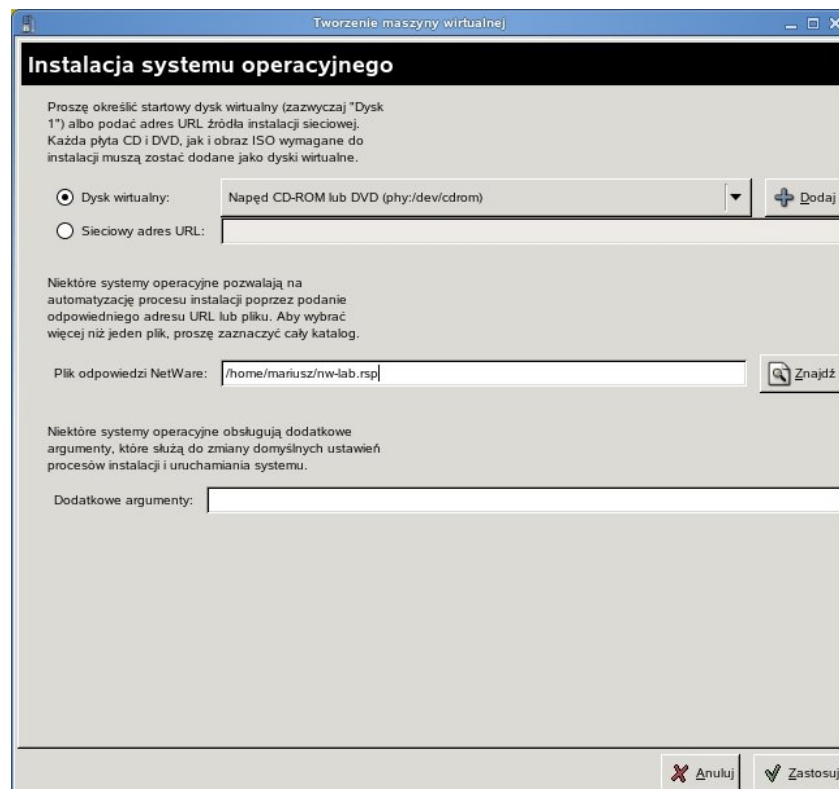 Tworzenie maszyny wirtualnej
Instalacja systemu operacyjnego
Proszę określić startowy dysk wirtualny (zazwyczaj "Dysk
1") albo podać adres URL źródła instalacji sieciowej.
Każda płyta CD i DVD, jak i obraz ISO wymagane do
instalacji muszą zostać dodane jako dyski wirtualne.
Dysk wirtualny: Napęd CD-ROM lub DVD (phy:/dev/cdrom) Dodaj
Sieciowy adres URL:
Niektóre systemy operacyjne pozwalają na
automatyzację procesu instalacji poprzez podanie
odpowiedniego adresu URL lub pliku. Aby wybrać
więcej niż jeden plik, proszę zaznaczyć cały katalog.
Plik odpowiedzi NetWare: /home/mariusz/nw-lab.rsp Znajdź
Niektóre systemy operacyjne obsługują dodatkowe
argumenty, które służą do zmiany domyślnych ustawień
procesów instalacji i uruchamiania systemu.
Dodatkowe argumenty:
Anuluj Zastosuj